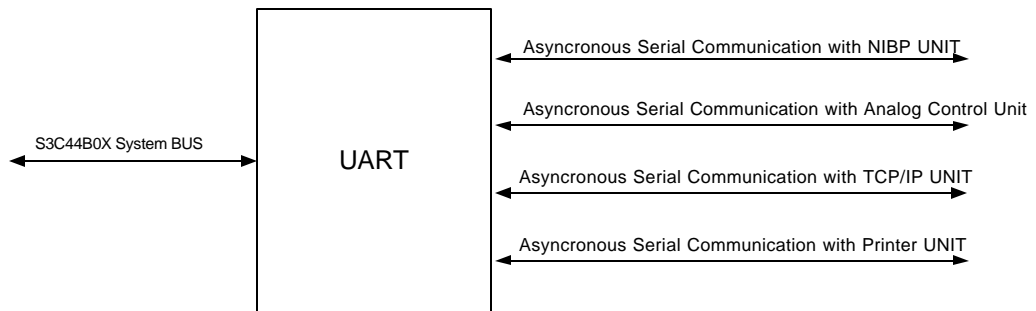 Asyncronous Serial Communication with NIBP UNIT
Asyncronous Serial Communication with Analog Control Unit
S3C44B0X System BUS
UART
Asyncronous Serial Communication with TCP/IP UNIT
Asyncronous Serial Communication with Printer UNIT